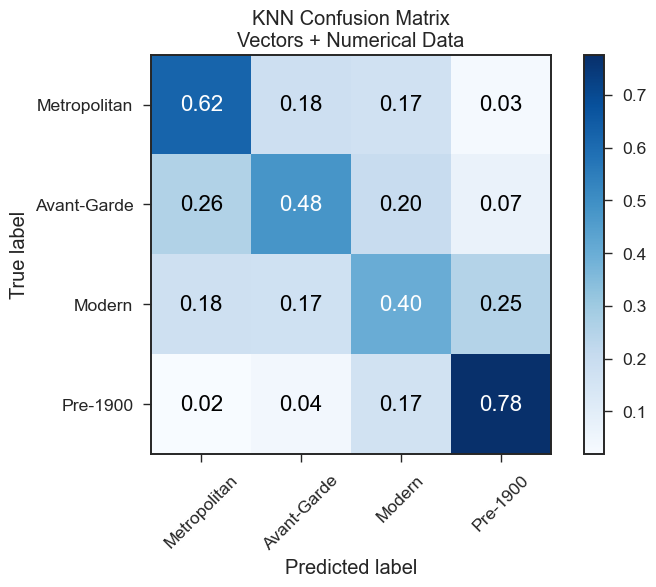 KNN Confusion Matrix
Vectors + Numerical Data
True label
Metropolitan
0.62 0.18 0.17 0.03
Avant-Garde
0.26 0.48 0.20 0.07
Modern
0.18 0.17 0.40 0.25
Pre-1900
0.02 0.04 0.17 0.78
Metropolitan
Avant-Garde
Modern
Pre-1900
Predicted label
0.7
0.6
0.5
0.4
0.3
0.2
0.1